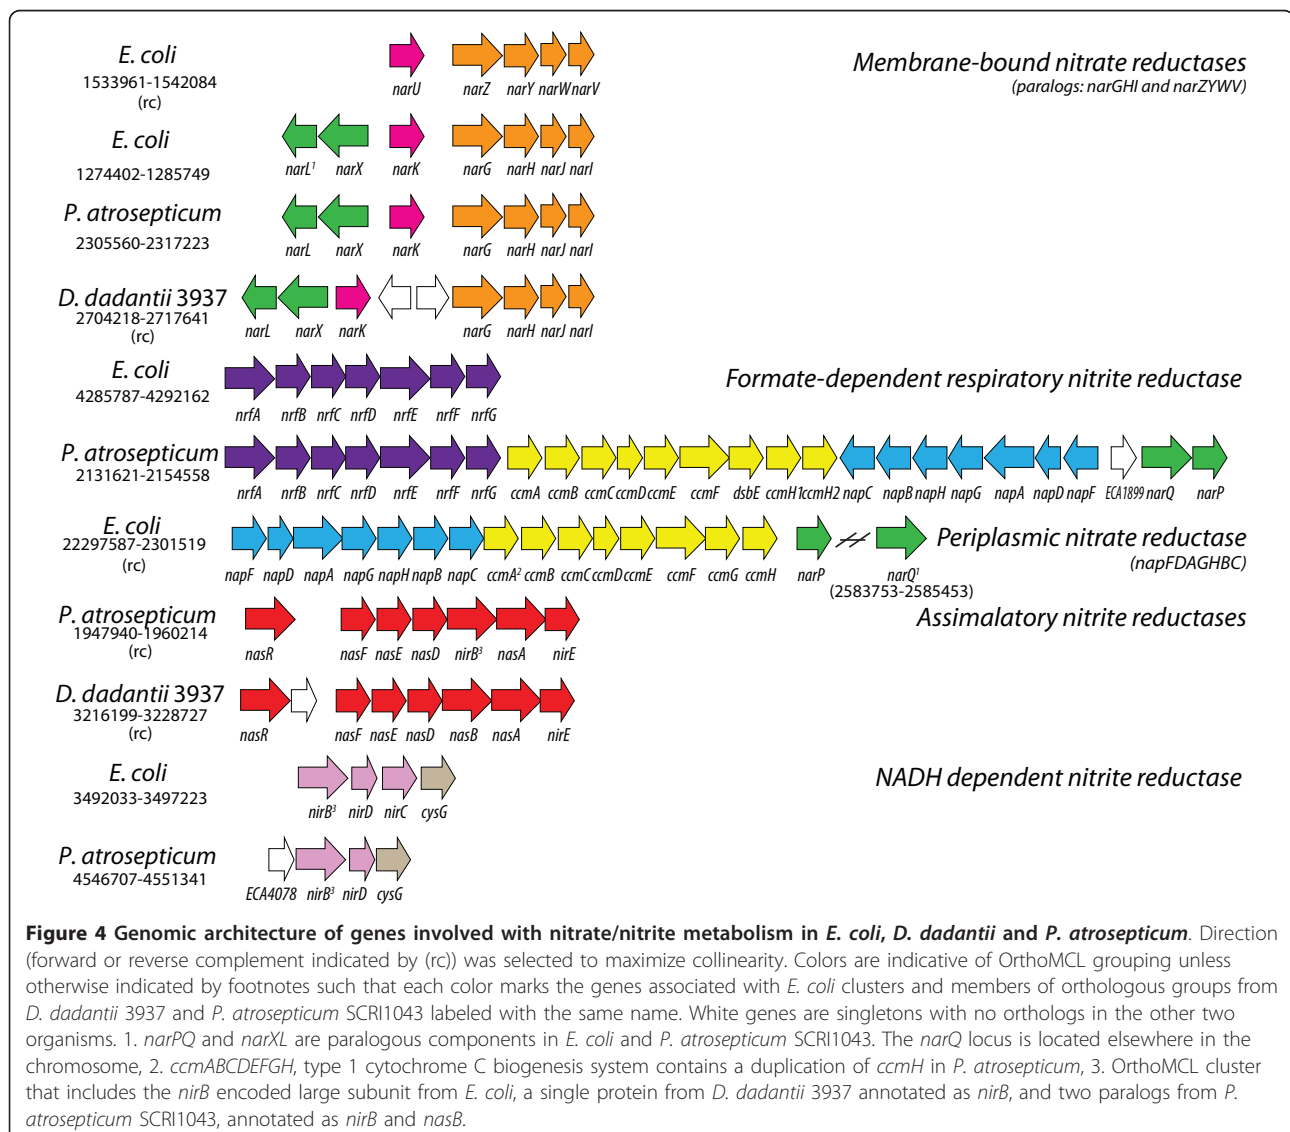 E. coli
1533961-1542084
(rc)
narU narZ narY narW narV
Membrane-bound nitrate reductases
(paralogs: narGHI and narZYWV)
E. coli
1274402-1285749
narL¹ narX narK narG narH narJ narI
P. atrosepticum
2305560-2317223
narL narX narK narG narH narJ narI
D. dadantii 3937
2704218-2717641
(rc)
narL narX narK narG narH narJ narI
E. coli
4285787-4292162
nrfA nrfB nrfC nrfD nrfE nrfF nrfG
Formate-dependent respiratory nitrite reductase
P. atrosepticum
2131621-2154558
nrfA nrfB nrfC nrfD nrfE nrfF nrfG ccmA ccmB ccmC ccmD ccmE ccmF dsbE ccmH1 ccmH2 napC napB napH napG napA napD napF ECA1899 narQ narP
E. coli
22297587-2301519
(rc)
napF napD napA napG napH napB napC ccmA² ccmB ccmC ccmD ccmE ccmF ccmG ccmH narP narQ¹
(2583753-2585453)
Periplasmic nitrate reductase
(napFDAGHBC)
P. atrosepticum
1947940-1960214
(rc)
nasR nasF nasE nasD nirB³ nasA nirE
Assimalatory nitrite reductases
D. dadantii 3937
3216199-3228727
(rc)
nasR nasF nasE nasD nasB nasA nirE
E. coli
3492033-3497223
nirB³ nirD nirC cysG
NADH dependent nitrite reductase
P. atrosepticum
4546707-4551341
ECA4078 nirB³ nirD cysG
Figure 4 Genomic architecture of genes involved with nitrate/nitrite metabolism in E. coli, D. dadantii and P. atrosepticum. Direction
(forward or reverse complement indicated by (rc)) was selected to maximize collinearity. Colors are indicative of OrthoMCL grouping unless
otherwise indicated by footnotes such that each color marks the genes associated with E. coli clusters and members of orthologous groups from
D. dadantii 3937 and P. atrosepticum SCRI1043 labeled with the same name. White genes are singletons with no orthologs in the other two
organisms. 1. narPQ and narXL are paralogous components in E. coli and P. atrosepticum SCRI1043. The narQ locus is located elsewhere in the
chromosome, 2. ccmABCDEFGH, type 1 cytochrome C biogenesis system contains a duplication of ccmH in P. atrosepticum, 3. OrthoMCL cluster
that includes the nirB encoded large subunit from E. coli, a single protein from D. dadantii 3937 annotated as nirB, and two paralogs from P.
atrosepticum SCRI1043, annotated as nirB and nasB.